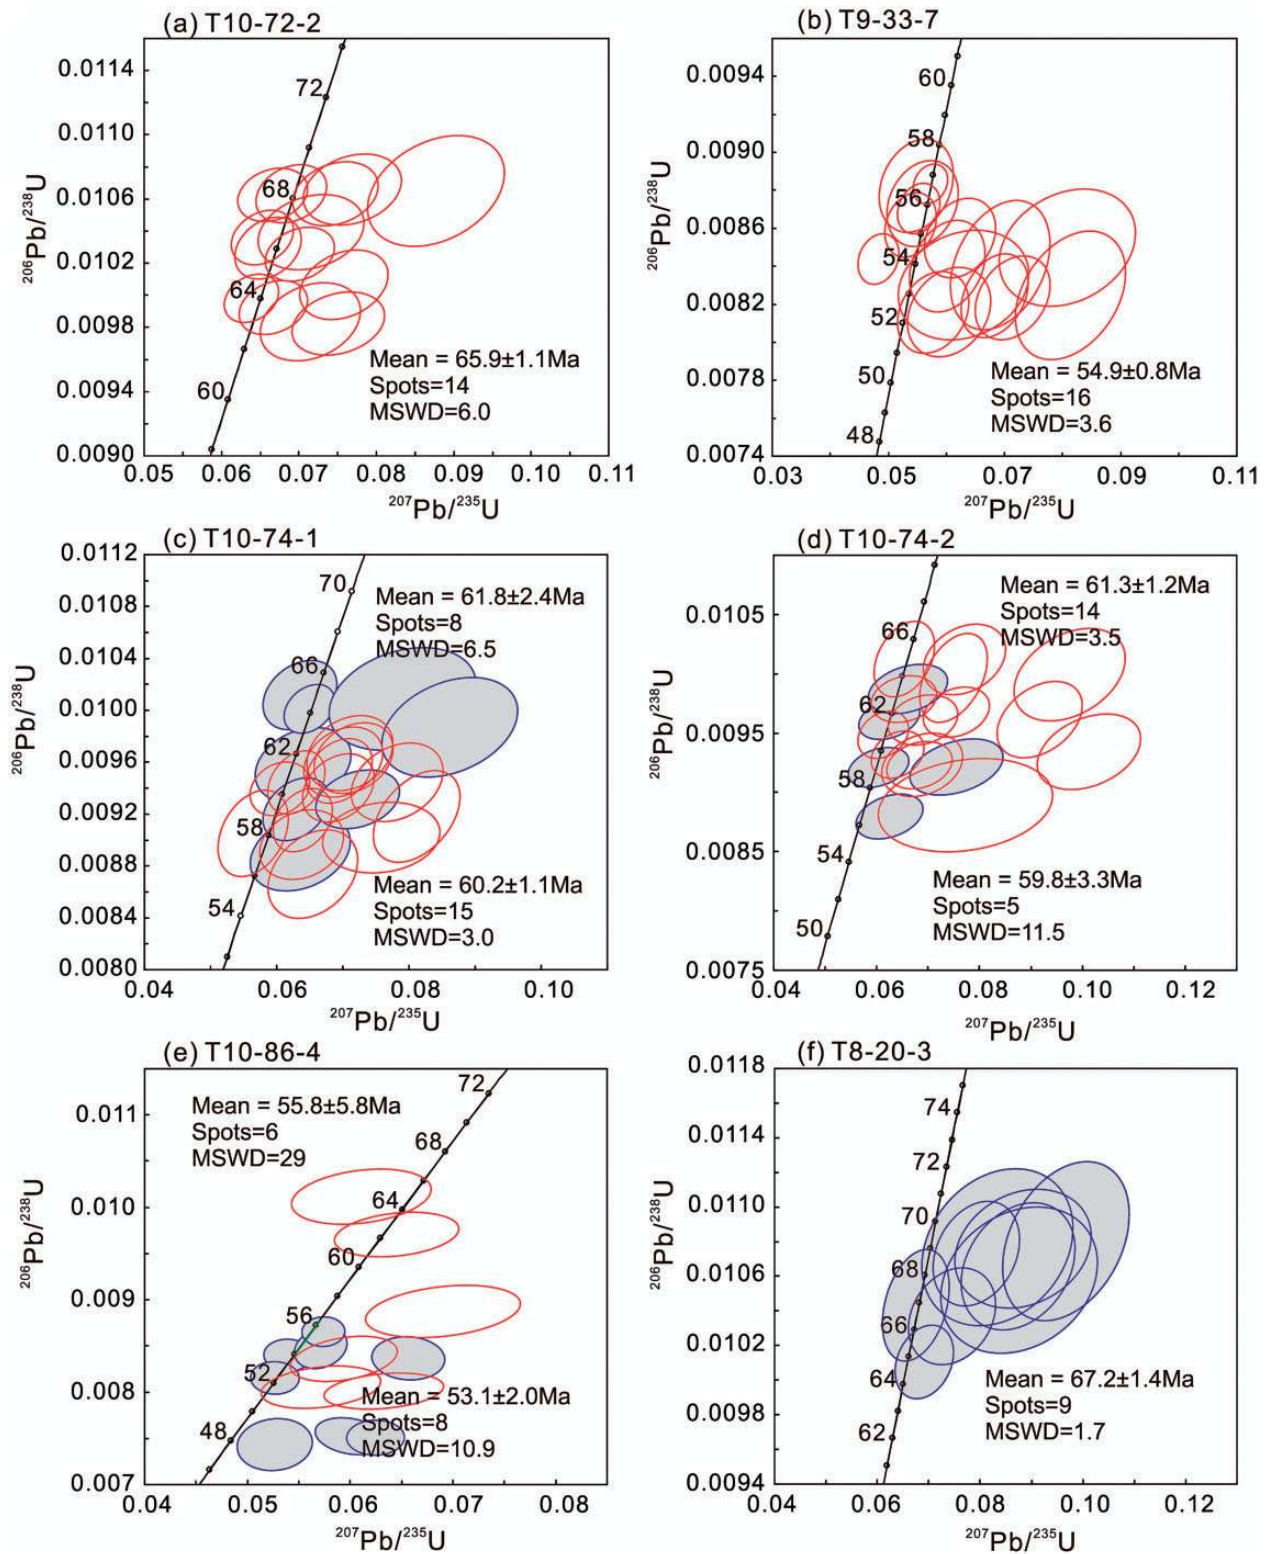 (a) T10-72-2
0.0114
0.0110
0.0106
0.0102
0.0098
0.0094
0.0090
206Pb/238U
72
68
64
60
Mean = 65.9±1.1Ma
Spots=14
MSWD=6.0
0.05 0.06 0.07 0.08 0.09 0.10 0.11
207Pb/235U
(b) T9-33-7
0.0094
0.0090
0.0086
0.0082
0.0078
0.0074
206Pb/238U
60
58
56
54
52
50
48
Mean = 54.9±0.8Ma
Spots=16
MSWD=3.6
0.03 0.05 0.07 0.09 0.11
207Pb/235U
(c) T10-74-1
0.0112
0.0108
0.0104
0.0100
0.0096
0.0092
0.0088
0.0084
0.0080
206Pb/238U
70
66
62
58
54
Mean = 61.8±2.4Ma
Spots=8
MSWD=6.5
Mean = 60.2±1.1Ma
Spots=15
MSWD=3.0
0.04 0.06 0.08 0.10
207Pb/235U
(d) T10-74-2
0.0105
0.0095
0.0085
0.0075
206Pb/238U
66
62
58
54
50
Mean = 61.3±1.2Ma
Spots=14
MSWD=3.5
Mean = 59.8±3.3Ma
Spots=5
MSWD=11.5
0.04 0.06 0.08 0.10 0.12
207Pb/235U
(e) T10-86-4
0.011
0.010
0.009
0.008
0.007
206Pb/238U
72
68
64
60
56
52
48
Mean = 55.8±5.8Ma
Spots=6
MSWD=29
Mean = 53.1±2.0Ma
Spots=8
MSWD=10.9
0.04 0.05 0.06 0.07 0.08
207Pb/235U
(f) T8-20-3
0.0118
0.0114
0.0110
0.0106
0.0102
0.0098
0.0094
206Pb/238U
74
72
70
68
66
64
62
Mean = 67.2±1.4Ma
Spots=9
MSWD=1.7
0.04 0.06 0.08 0.10 0.12
207Pb/235U